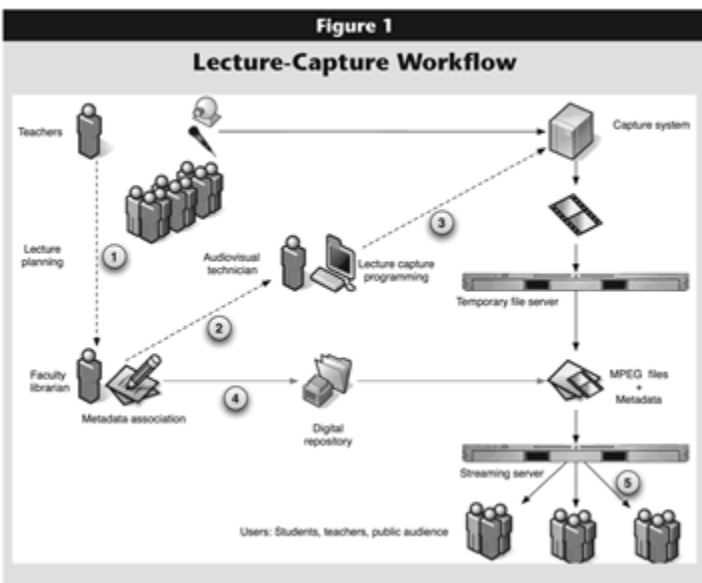 Figure 1
Lecture-Capture Workflow
Teachers
Capture system
Lecture
planning
1
3
Audiovisual
technician
Lecture capture
programming
Temporary file server
2
Faculty
librarian
Metadata association
4
Digital
repository
MPEG files
+
Metadata
Streaming server
5
Users: Students, teachers, public audience